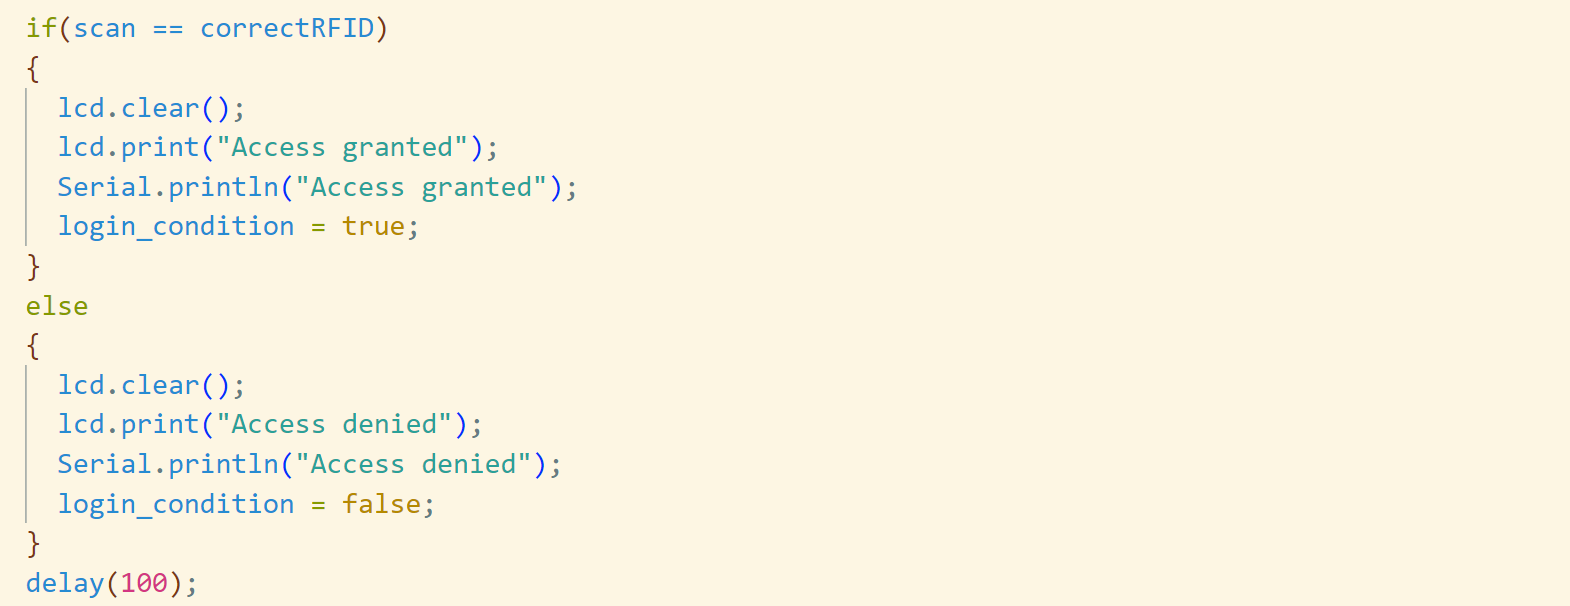 if(scan == correctRFID)
{
  lcd.clear();
  lcd.print("Access granted");
  Serial.println("Access granted");
  login_condition = true;
}
else
{
  lcd.clear();
  lcd.print("Access denied");
  Serial.println("Access denied");
  login_condition = false;
}
delay(100);